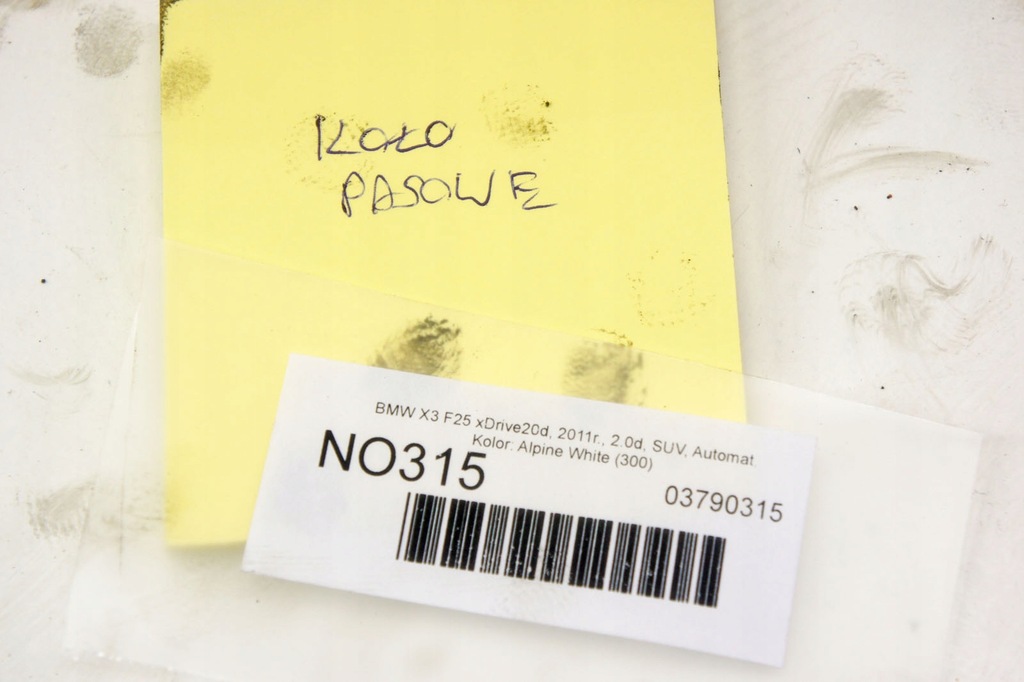 KOŁO
PASOWE
BMW X3 F25 xDrive20d, 2011r., 2.0d, SUV, Automat
Kolor: Alpine White (300)
NO315
03790315